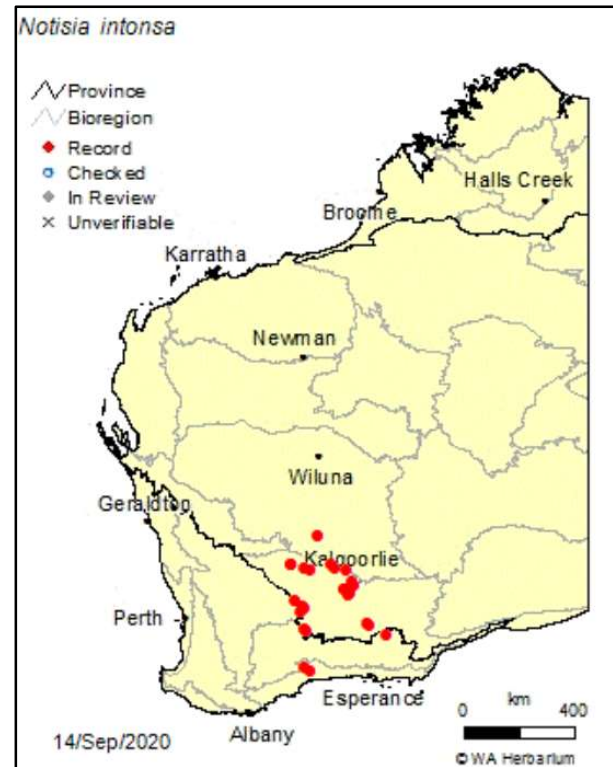 Notisia intonsa
Province
Bioregion
Record
Checked
In Review
Unverifiable
Halls Creek
Broome
Karratha
Newman
Wiluna
Geraldton
Kalgoorlie
Perth
Esperance
Albany
km
0 400
14/Sep/2020
© WA Herbarium